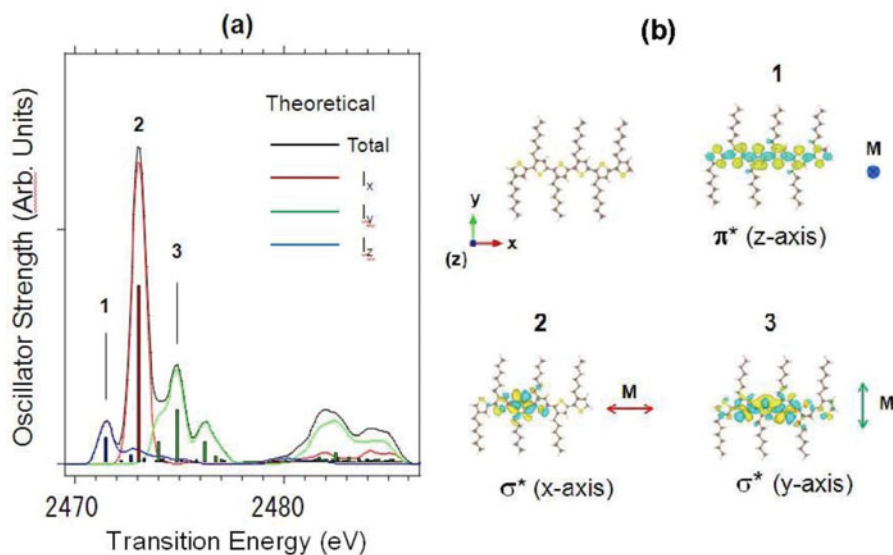 (a)
(b)
Oscillator Strength (Arb. Units)
1
2
3
Theoretical
Total
Ix
Iy
Iz
2470
2480
Transition Energy (eV)
y
x
(z)
1
M
π* (z-axis)
2
M
σ* (x-axis)
3
M
σ* (y-axis)